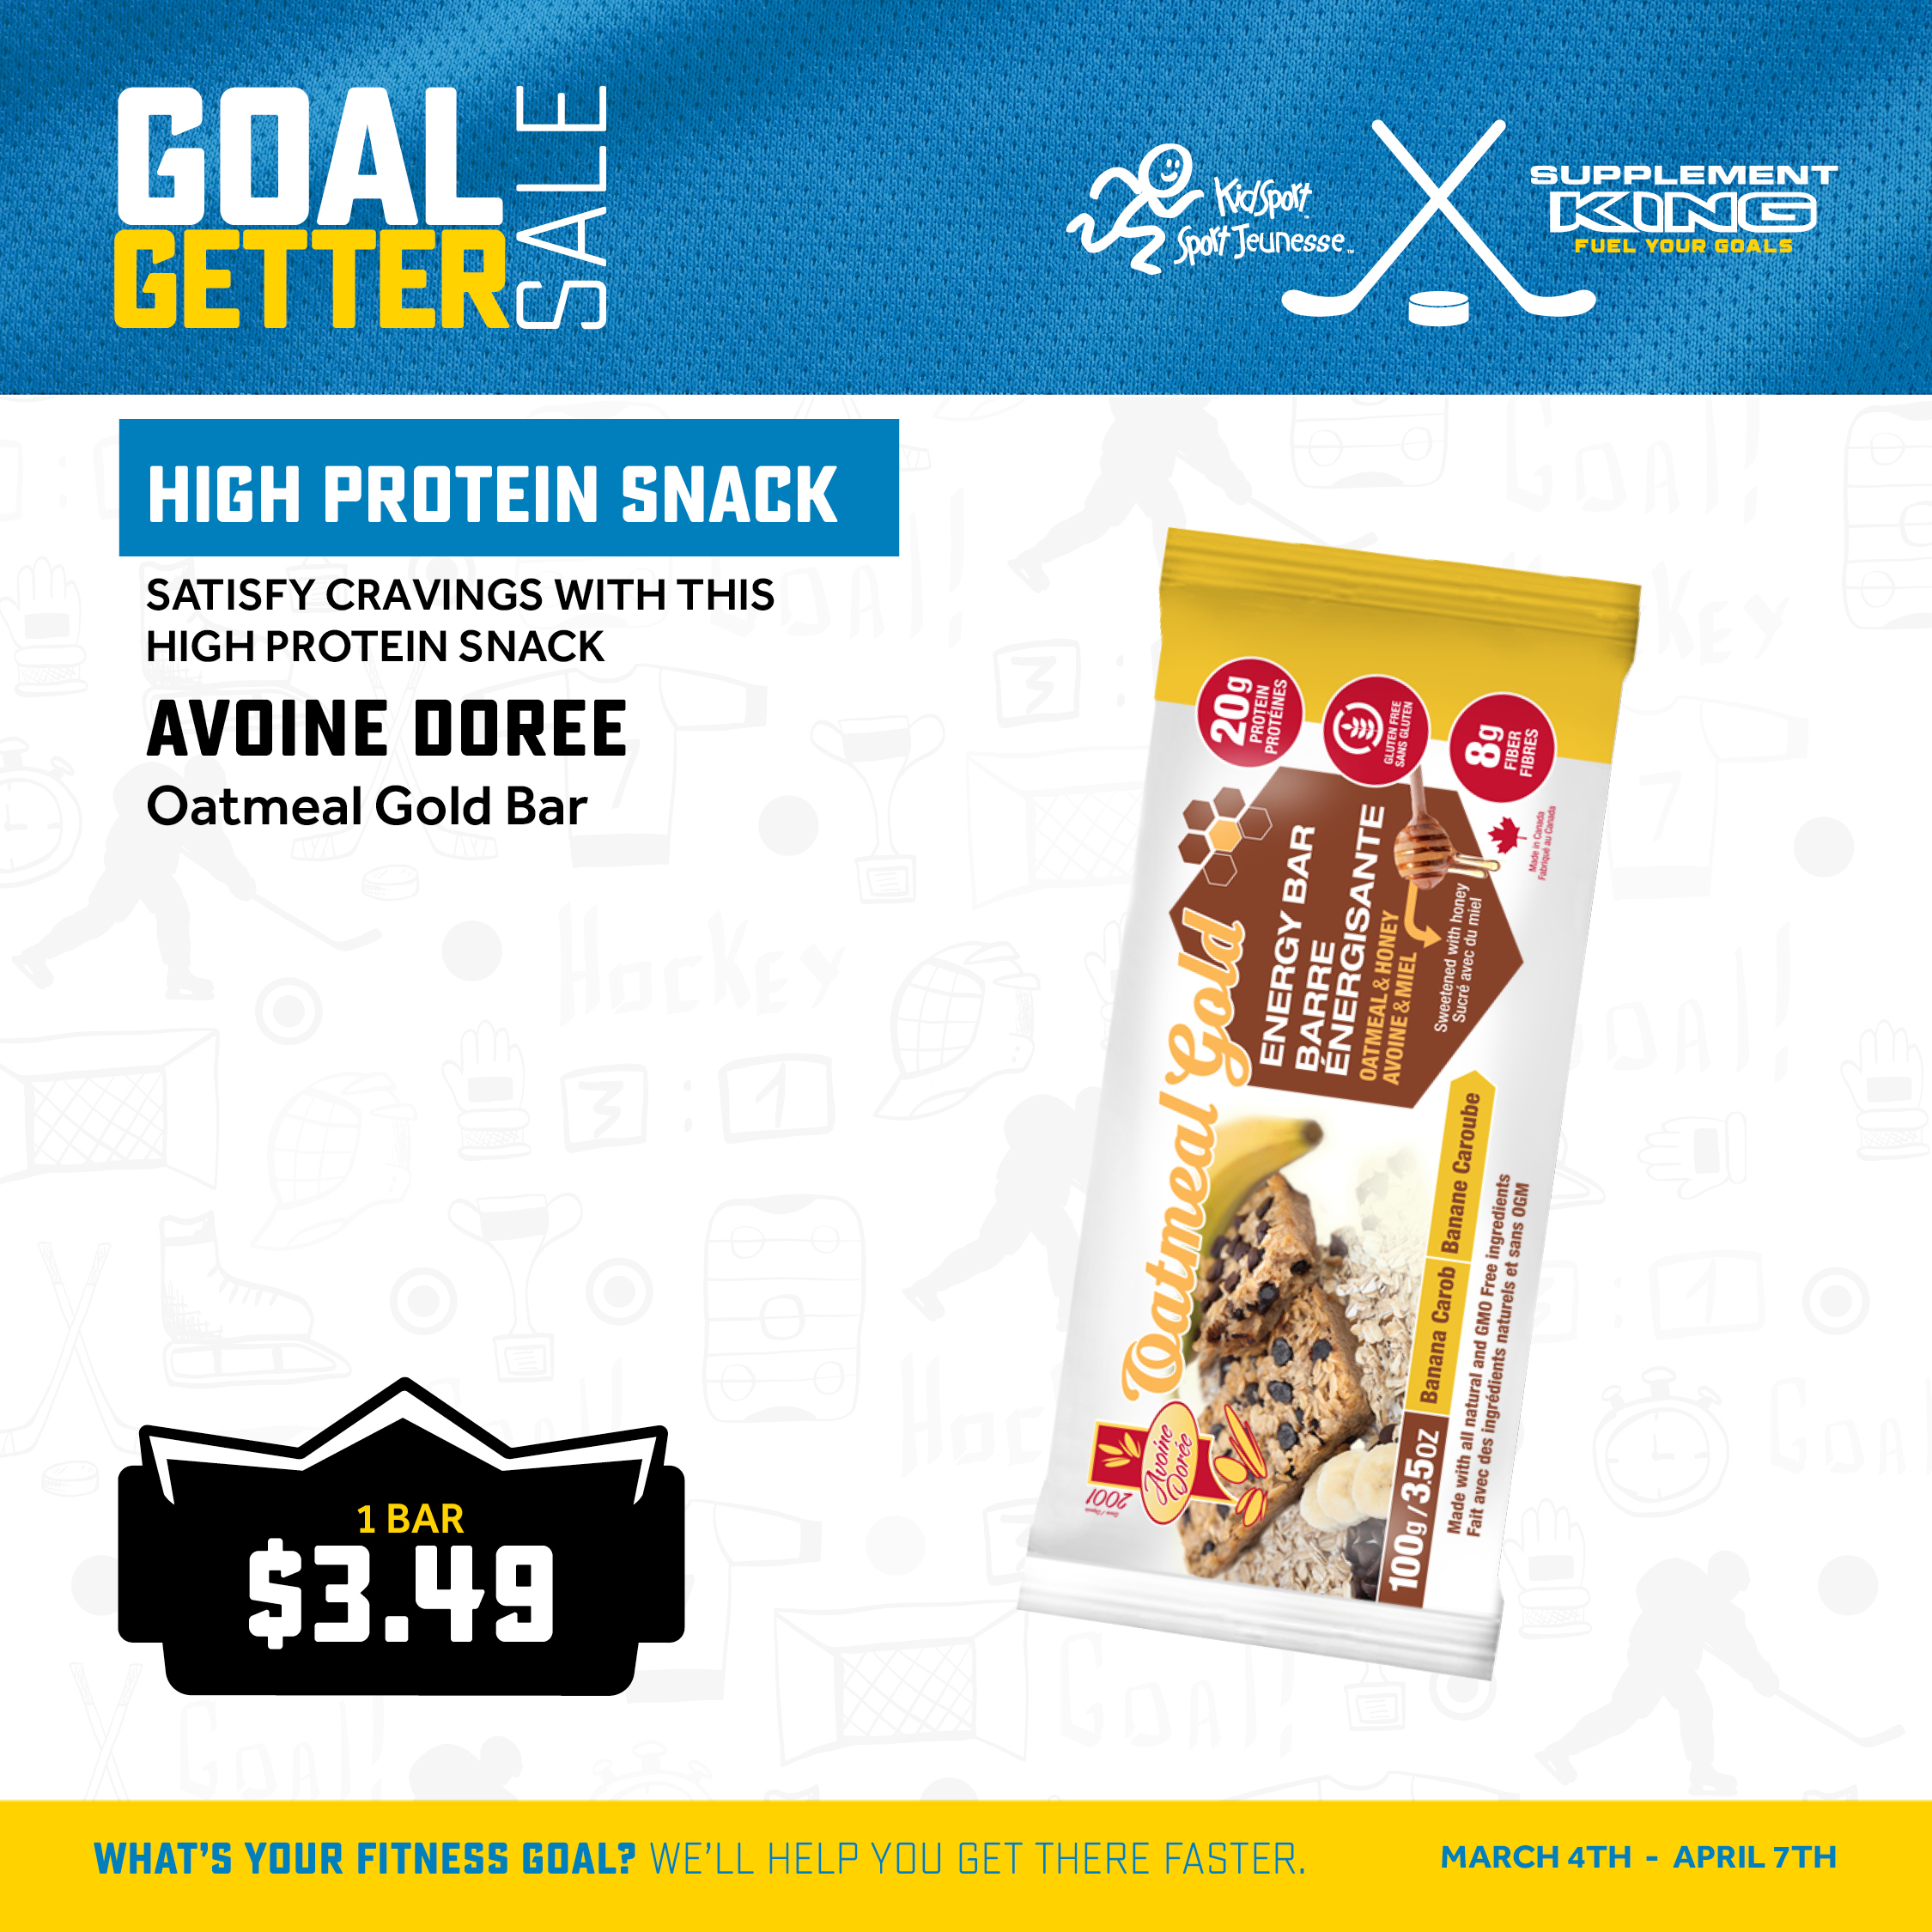 GOAL
GETTER
SALE
KidSport™
Sport Jeunesse™
SUPPLEMENT
KING
FUEL YOUR GOALS
HIGH PROTEIN SNACK
SATISFY CRAVINGS WITH THIS
HIGH PROTEIN SNACK
AVOINE DOREE
Oatmeal Gold Bar
20g
PROTEIN
PROTÉINES
GLUTEN FREE
SANS GLUTEN
8g
FIBER
FIBRES
Made in Canada
Fabriqué au Canada
Oatmeal Gold
ENERGY BAR
BARRE
ÉNERGISANTE
OATMEAL & HONEY
AVOINE & MIEL
Sweetened with honey
Sucré avec du miel
Banana Carob Banane Caroube
Made with all natural and GMO Free ingredients
Fait avec des ingrédients naturels et sans OGM
100g / 3.5oz
Avoine
Dorée
2001
1 BAR
$3.49
WHAT'S YOUR FITNESS GOAL? WE'LL HELP YOU GET THERE FASTER.
MARCH 4TH - APRIL 7TH